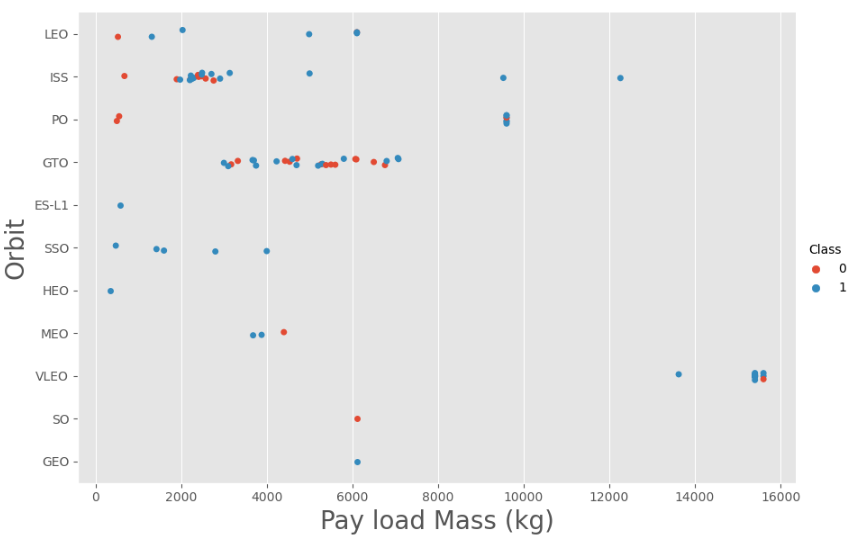 LEO
ISS
PO
GTO
ES-L1
SSO
HEO
MEO
VLEO
SO
GEO
Orbit
0 2000 4000 6000 8000 10000 12000 14000 16000
Pay load Mass (kg)
Class
0
1